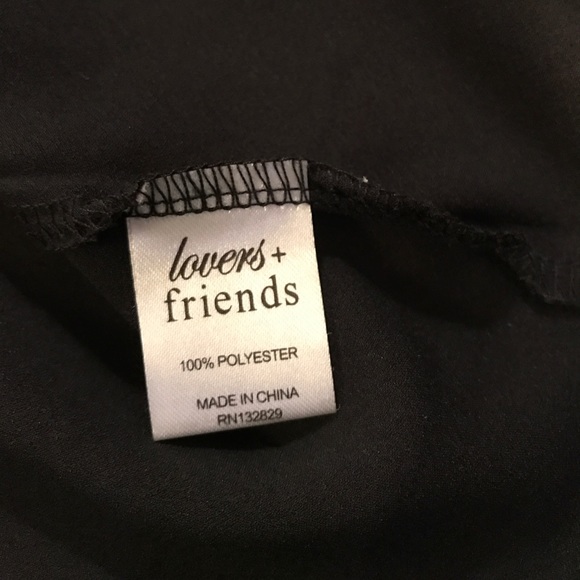 lovers +
friends
100% POLYESTER
MADE IN CHINA
RN132829